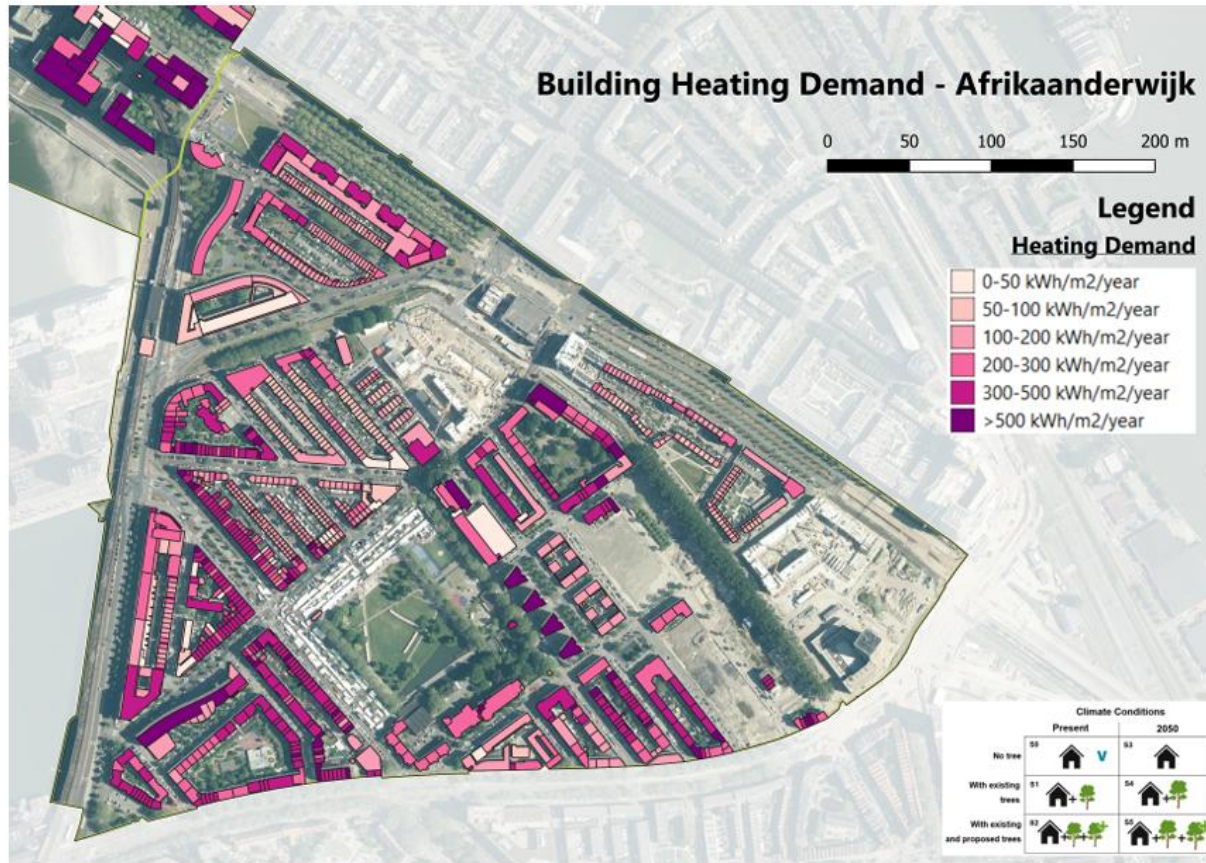 Building Heating Demand - Afrikaanderwijk
0 50 100 150 200 m
Legend
Heating Demand
0-50 kWh/m2/year
50-100 kWh/m2/year
100-200 kWh/m2/year
200-300 kWh/m2/year
300-500 kWh/m2/year
>500 kWh/m2/year
Climate Conditions
Present 2050
No tree
V
S3
With existing
trees
S1
+
S4
+
With existing
and proposed trees
S2
S5